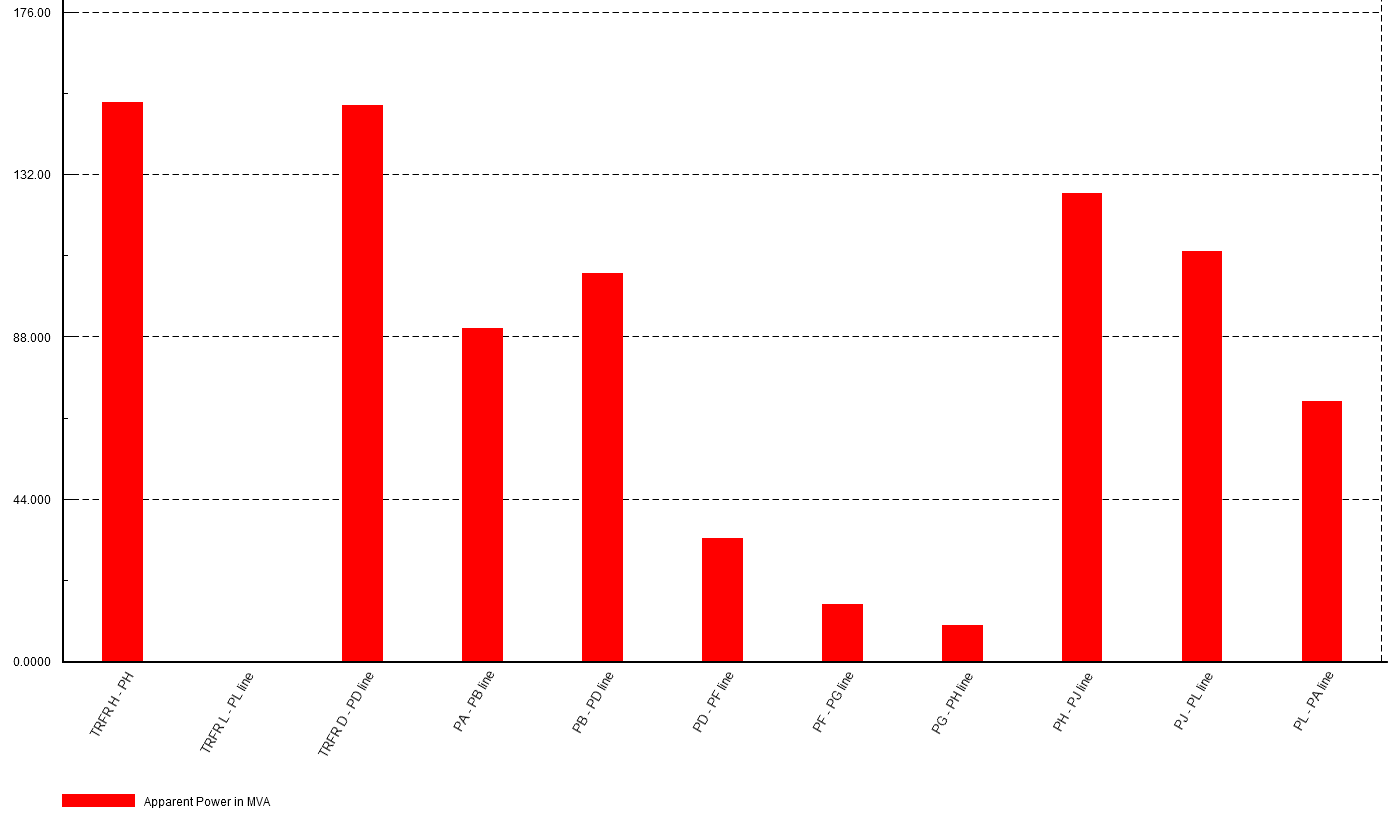 176.00
132.00
88.000
44.000
0.0000
TRFR H - PH
TRFR L - PL line
TRFR D - PD line
PA - PB line
PB - PD line
PD - PF line
PF - PG line
PG - PH line
PH - PJ line
PJ - PL line
PL - PA line
Apparent Power in MVA